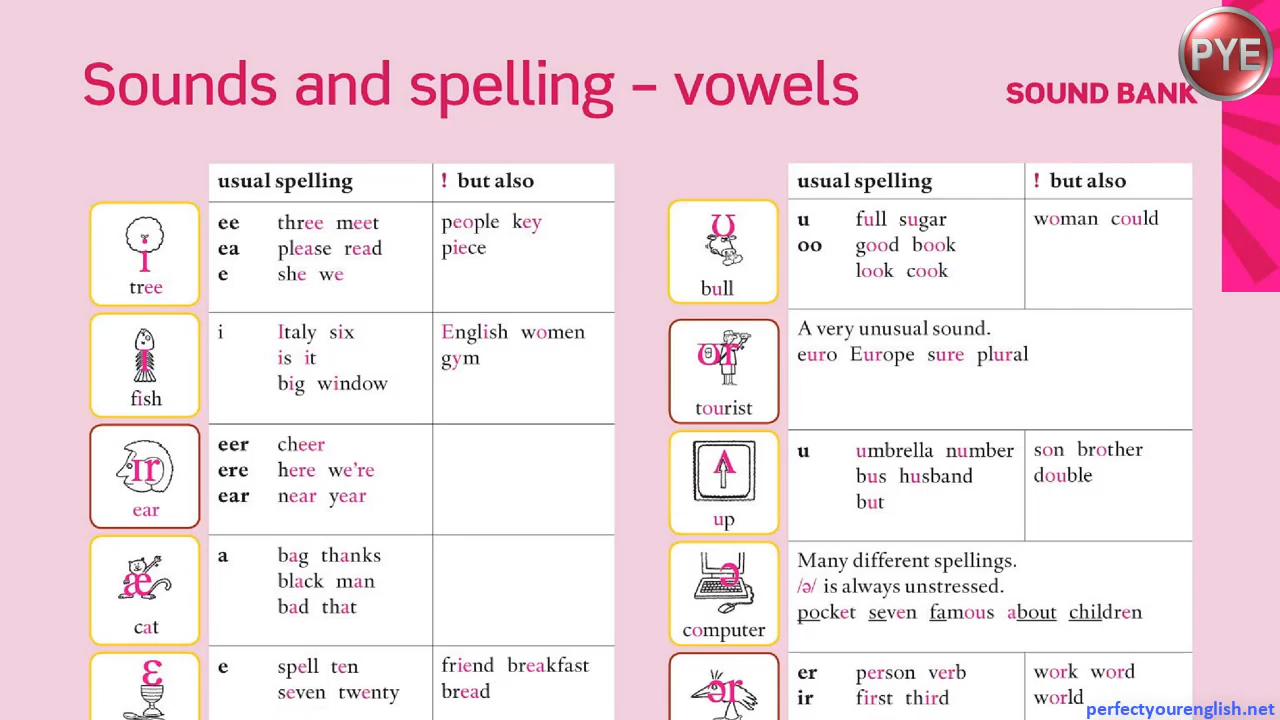 PYE
Sounds and spelling – vowels
SOUND BANK
usual spelling ! but also
i
tree
ee three meet people key
ea please read piece
e she we
ɪ
fish
i Italy six English women
is it gym
big window
ɪr
ear
eer cheer
ere here we're
ear near year
æ
cat
a bag thanks
black man
bad that
ɛ
e spell ten friend breakfast
seven twenty bread
usual spelling ! but also
ʊ
bull
u full sugar woman could
oo good book
look cook
ʊr
tourist
A very unusual sound.
euro Europe sure plural
ʌ
up
u umbrella number son brother
bus husband double
but
ə
computer
Many different spellings.
/ə/ is always unstressed.
pocket seven famous about children
ər
er person verb work word
ir first third world
perfectyourenglish.net